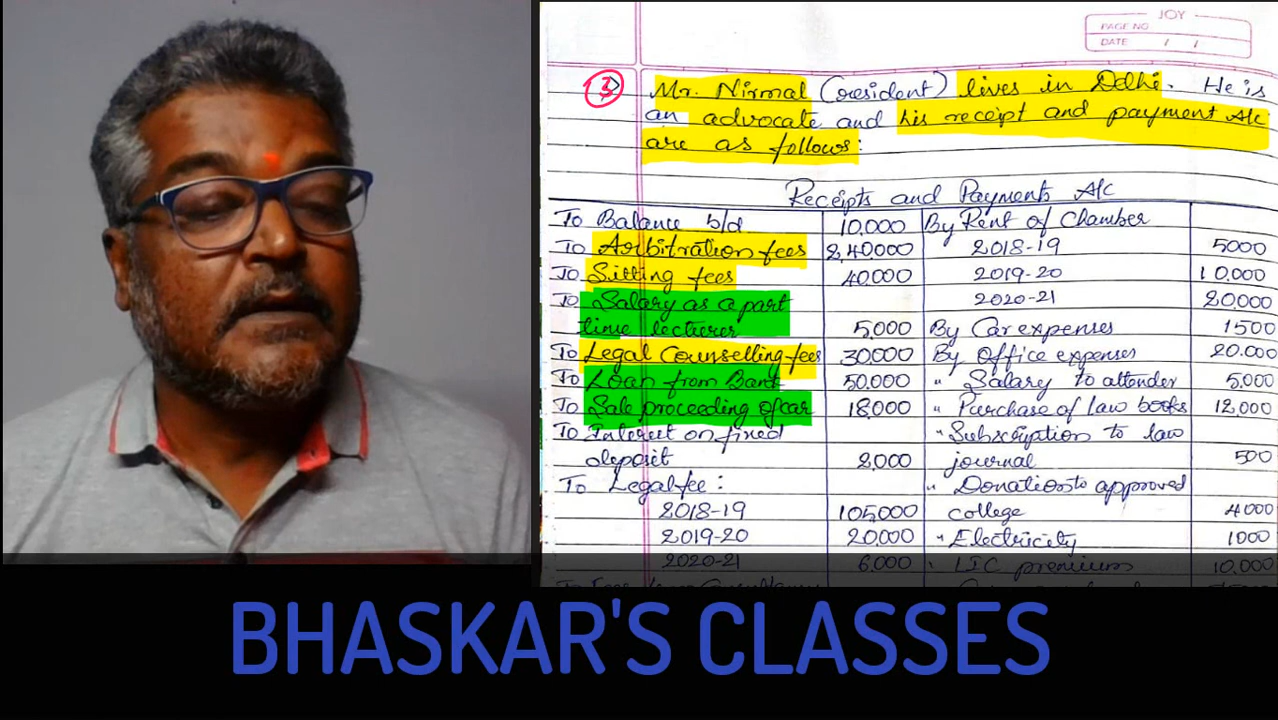 JOY
PAGE NO
DATE / /
13 Mr. Nirmal (resident) lives in Delhi. He is
an advocate and his receipt and payment A/c
are as follows:
Receipts and Payments A/c
To Balance b/d 10,000 By Rent of Chamber
To Arbitration fees 2,40000 2018-19 5000
To Sitting fees 40,000 2019-20 10,000
To Salary as a part 2020-21 20000
time lecturer 5,000 By Car expenses 1500
To Legal Counselling fees 30,000 By Office expenses 20.000
To Loan from Bank 50,000 " Salary to attender 5,000
To Sale proceeding of car 18,000 " Purchase of law books 12,000
To Interest on fixed " Subscription to law
deposit 2,000 journal 500
To Legal fee: " Donation to approved
2018-19 105,000 college 4000
2019-20 20,000 " Electricity 1000
2020-21 6,000 " LIC premium 10,000
BHASKAR'S CLASSES